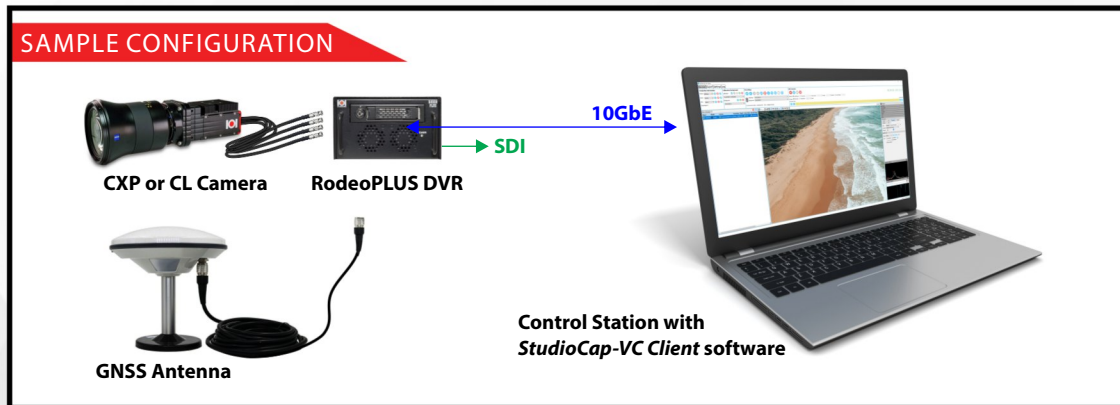 SAMPLE CONFIGURATION
10GbE
SDI
CXP or CL Camera
RodeoPLUS DVR
Control Station with
StudioCap-VC Client software
GNSS Antenna